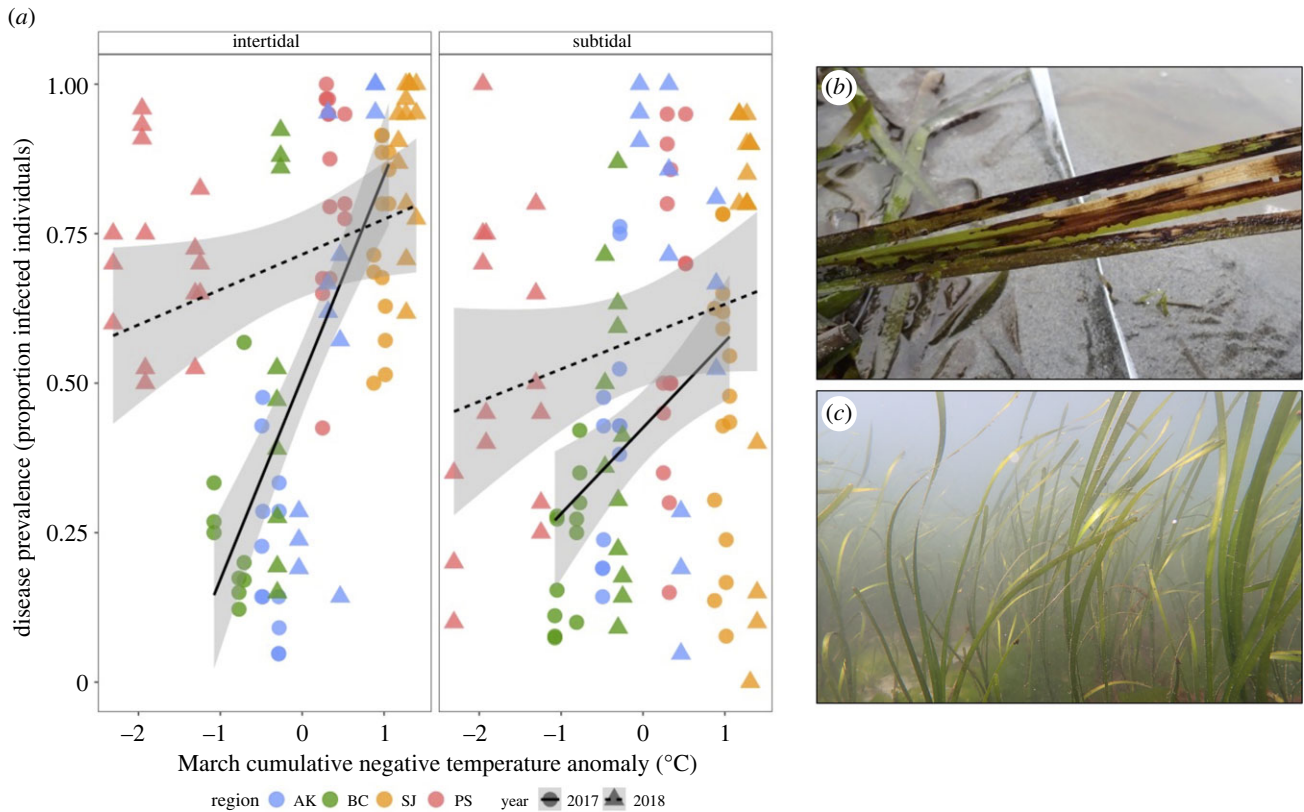 (a)
intertidal
subtidal
disease prevalence (proportion infected individuals)
1.00
0.75
0.50
0.25
0
–2 –1 0 1
–2 –1 0 1
March cumulative negative temperature anomaly (°C)
region AK BC SJ PS year 2017 2018
(b)
(c)